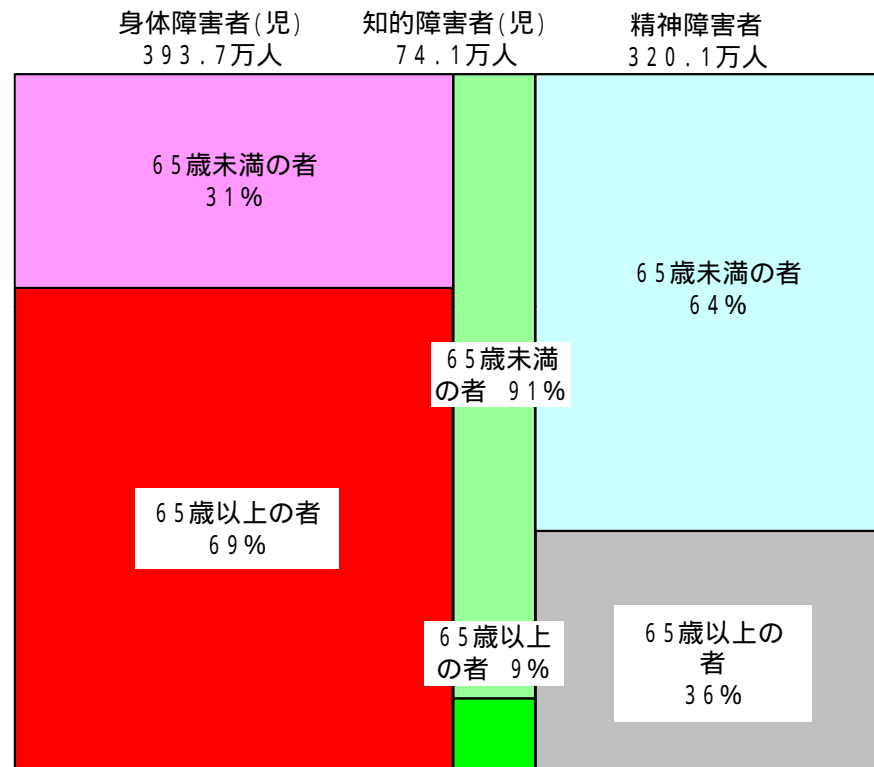 身体障害者(児)
393.7万人
知的障害者(児)
74.1万人
精神障害者
320.1万人
65歳未満の者
31%
65歳以上の者
69%
65歳未満
の者 91%
65歳以上
の者 9%
65歳未満の者
64%
65歳以上の
者
36%